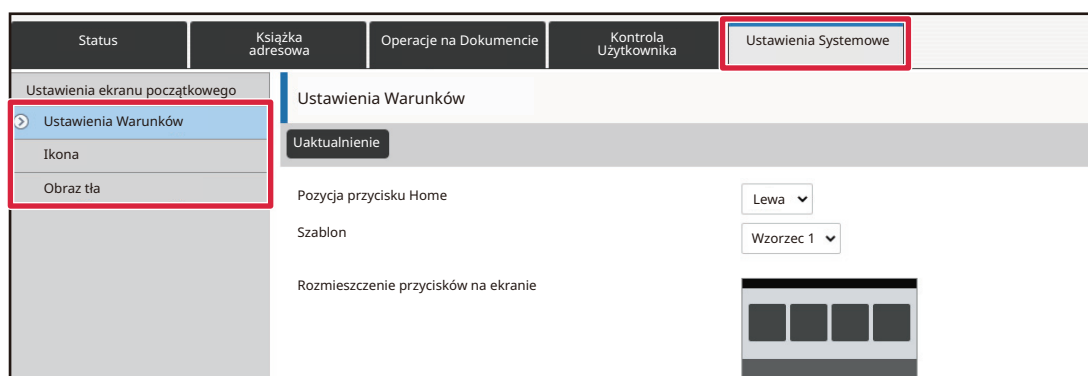 Status
Książka
adresowa
Operacje na Dokumencie
Kontrola
Użytkownika
Ustawienia Systemowe
Ustawienia ekranu początkowego
Ustawienia Warunków
Ikona
Obraz tła
Ustawienia Warunków
Uaktualnienie
Pozycja przycisku Home
Lewa
Szablon
Wzorzec 1
Rozmieszczenie przycisków na ekranie